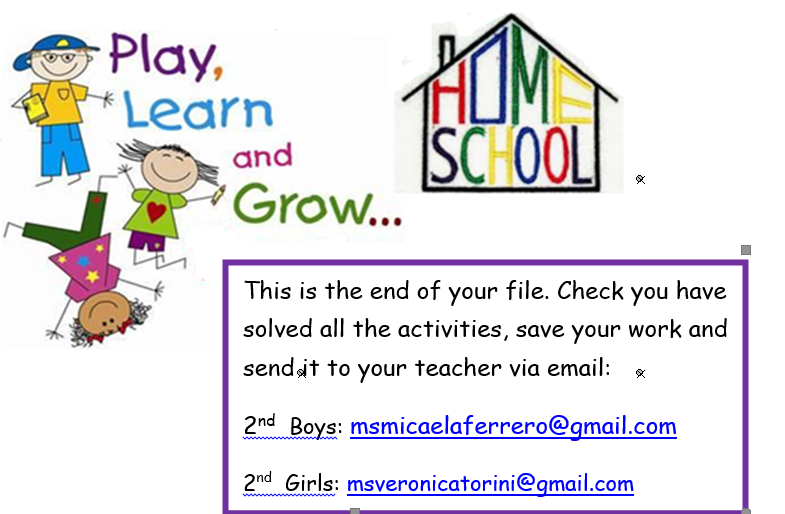 Play,
Learn
and
Grow...
HOME
SCHOOL
This is the end of your file. Check you have
solved all the activities, save your work and
send it to your teacher via email:
2nd Boys: msmicaelaferrero@gmail.com
2nd Girls: msveronicatorini@gmail.com